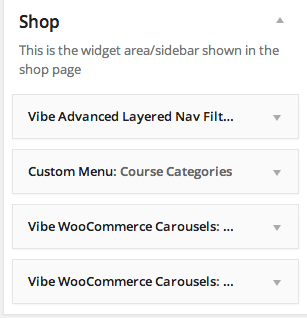 Shop
This is the widget area/sidebar shown in the
shop page
Vibe Advanced Layered Nav Filt...
Custom Menu: Course Categories
Vibe WooCommerce Carousels: ...
Vibe WooCommerce Carousels: ...